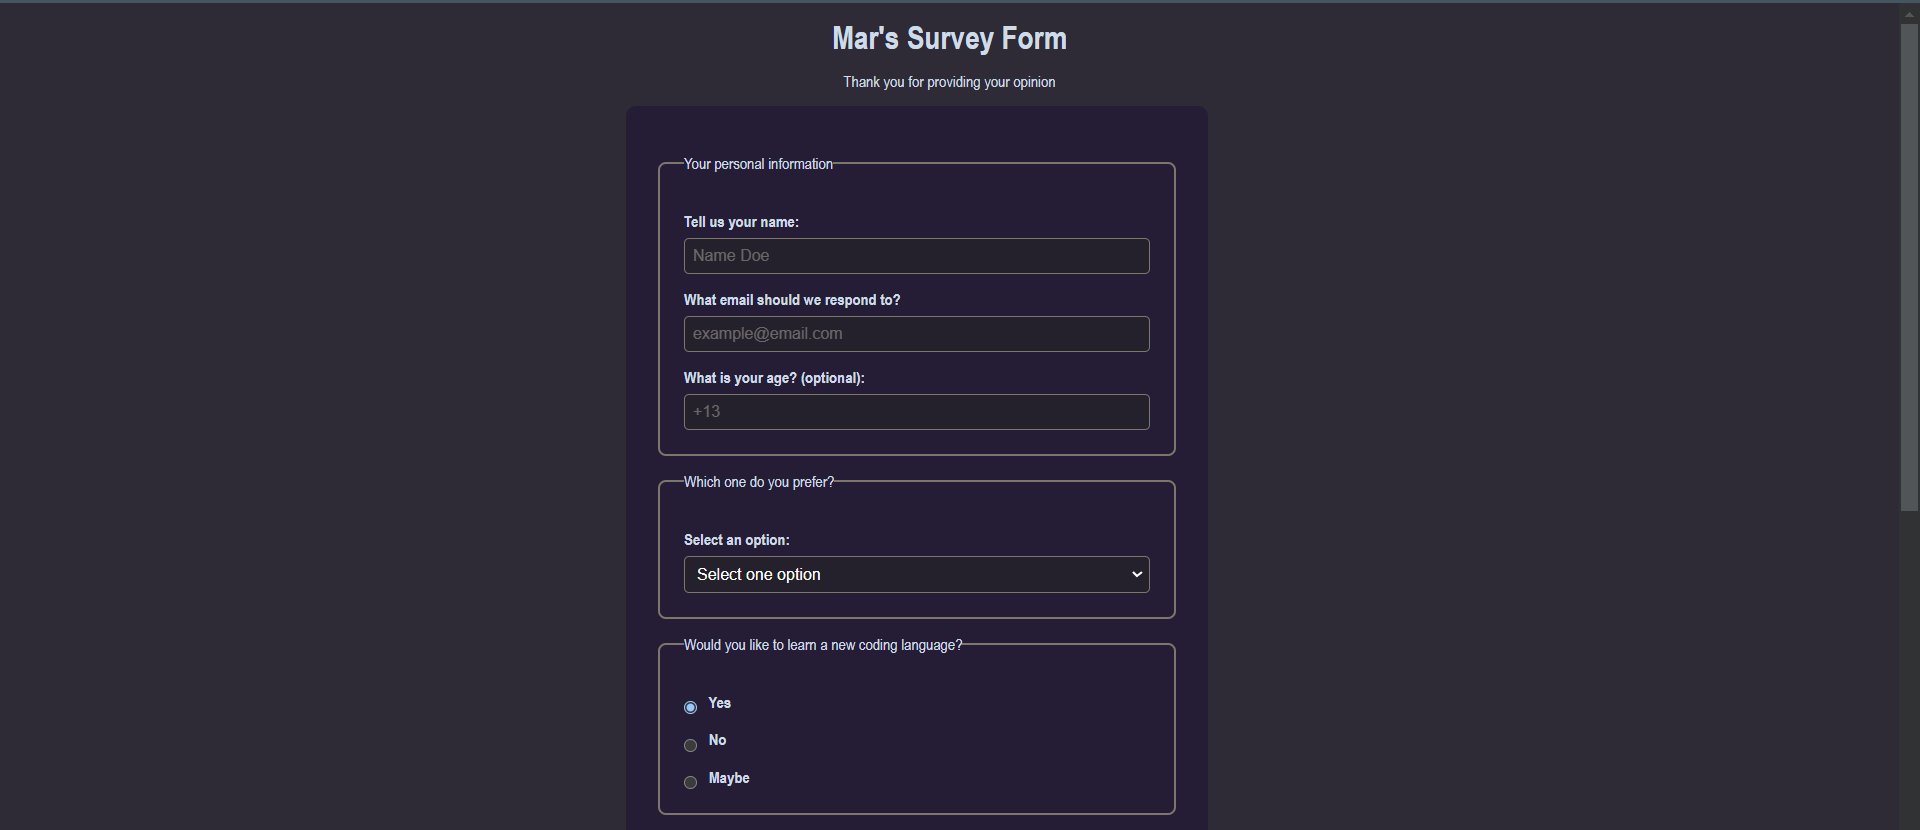 Mar's Survey Form
Thank you for providing your opinion
Your personal information
Tell us your name:
Name Doe
What email should we respond to?
example@email.com
What is your age? (optional):
+13
Which one do you prefer?
Select an option:
Select one option
Would you like to learn a new coding language?
Yes
No
Maybe